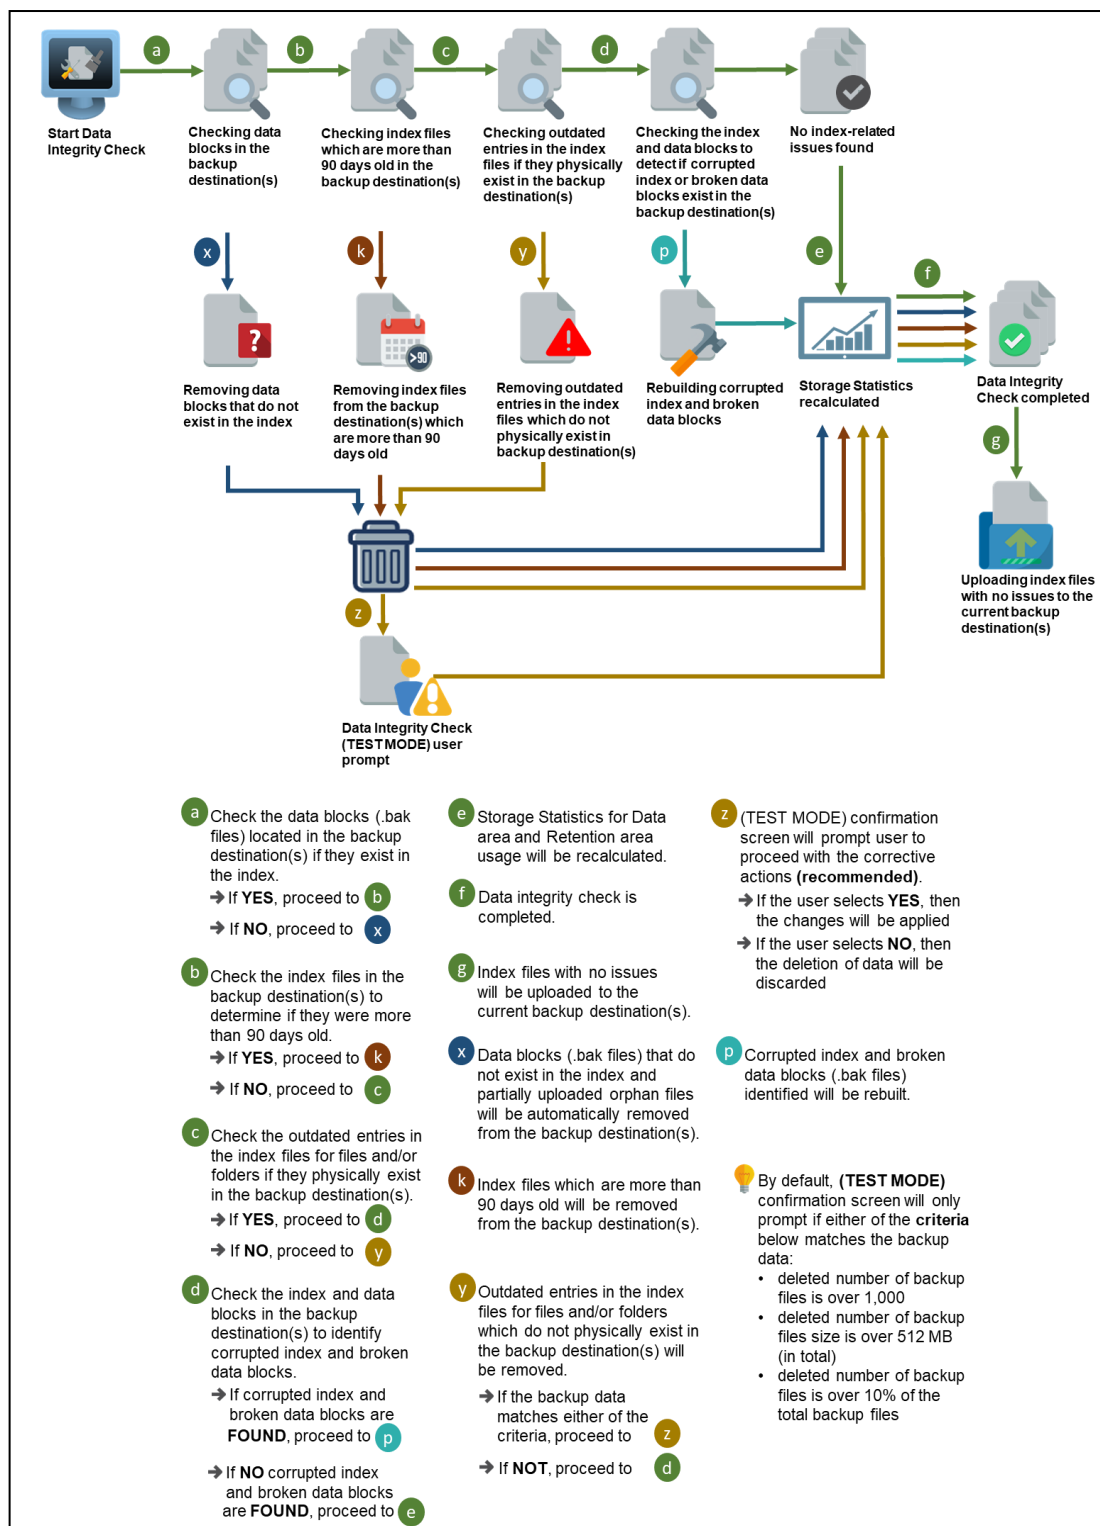 a
b
c
d
Start Data
Integrity Check
Checking data
blocks in the
backup
destination(s)
Checking index files
which are more than
90 days old in the
backup destination(s)
Checking outdated
entries in the index
files if they physically
exist in the backup
destination(s)
Checking the index
and data blocks to
detect if corrupted
index or broken data
blocks exist in the
backup destination(s)
No index-related
issues found
x
k
y
p
e
f
?
>90
!
Removing data
blocks that do not
exist in the index
Removing index files
from the backup
destination(s) which
are more than 90
days old
Removing outdated
entries in the index
files which do not
physically exist in
backup destination(s)
Rebuilding corrupted
index and broken
data blocks
Storage Statistics
recalculated
Data Integrity
Check completed
g
Uploading index files
with no issues to the
current backup
destination(s)
z
!
Data Integrity Check
(TEST MODE) user
prompt
a Check the data blocks (.bak
files) located in the backup
destination(s) if they exist in
the index.
➔ If YES, proceed to b
➔ If NO, proceed to x
b Check the index files in the
backup destination(s) to
determine if they were more
than 90 days old.
➔ If YES, proceed to k
➔ If NO, proceed to c
c Check the outdated entries in
the index files for files and/or
folders if they physically exist
in the backup destination(s).
➔ If YES, proceed to d
➔ If NO, proceed to y
d Check the index and data
blocks in the backup
destination(s) to identify
corrupted index and broken
data blocks.
➔ If corrupted index and
broken data blocks are
FOUND, proceed to p
➔ If NO corrupted index
and broken data blocks
are FOUND, proceed to e
e Storage Statistics for Data
area and Retention area
usage will be recalculated.
f Data integrity check is
completed.
g Index files with no issues
will be uploaded to the
current backup destination(s).
x Data blocks (.bak files) that do
not exist in the index and
partially uploaded orphan files
will be automatically removed
from the backup destination(s).
k Index files which are more than
90 days old will be removed
from the backup destination(s).
y Outdated entries in the index
files for files and/or folders
which do not physically exist in
the backup destination(s) will
be removed.
➔ If the backup data
matches either of the
criteria, proceed to z
➔ If NOT, proceed to d
z (TEST MODE) confirmation
screen will prompt user to
proceed with the corrective
actions (recommended).
➔ If the user selects YES, then
the changes will be applied
➔ If the user selects NO, then
the deletion of data will be
discarded
p Corrupted index and broken
data blocks (.bak files)
identified will be rebuilt.
By default, (TEST MODE)
confirmation screen will only
prompt if either of the criteria
below matches the backup
data:
• deleted number of backup
files is over 1,000
• deleted number of backup
files size is over 512 MB
(in total)
• deleted number of backup
files is over 10% of the
total backup files